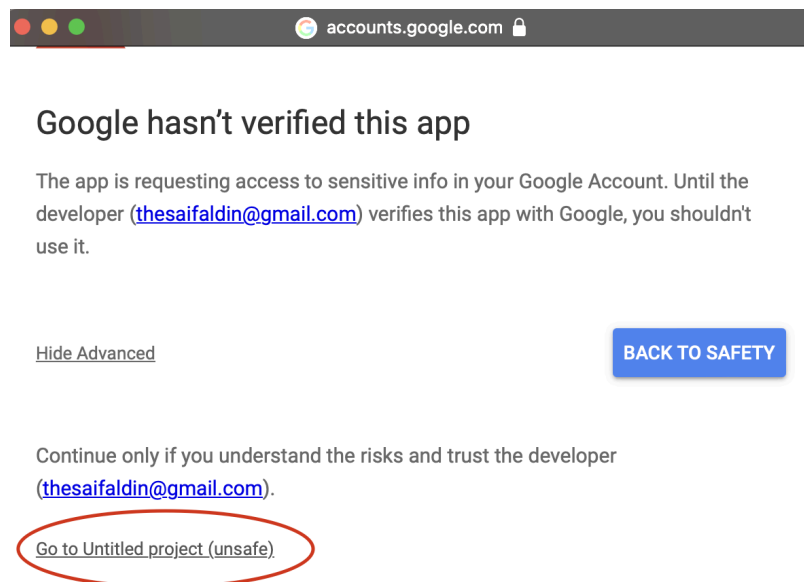 accounts.google.com
Google hasn’t verified this app
The app is requesting access to sensitive info in your Google Account. Until the
developer (thesaifaldin@gmail.com) verifies this app with Google, you shouldn't
use it.
Hide Advanced
BACK TO SAFETY
Continue only if you understand the risks and trust the developer
(thesaifaldin@gmail.com).
Go to Untitled project (unsafe)